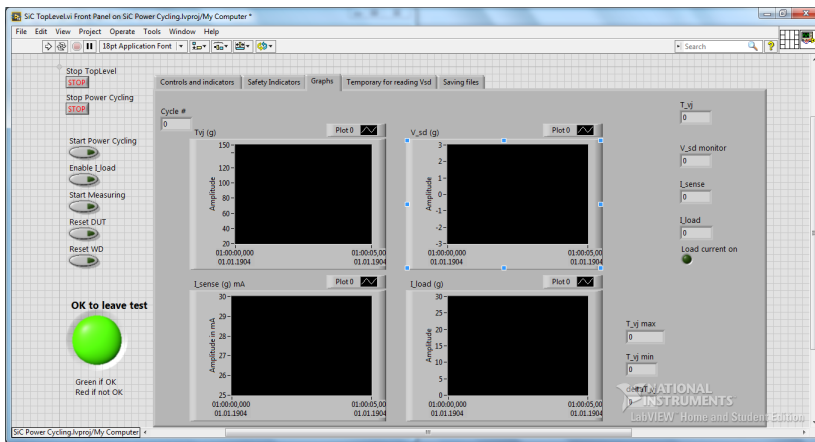 SiC TopLevel.vi Front Panel on SiC Power Cycling.lvproj/My Computer *
File Edit View Project Operate Tools Window Help
18pt Application Font
Search
Stop TopLevel
STOP
Stop Power Cycling
STOP
Start Power Cycling
Enable I_load
Start Measuring
Reset DUT
Reset WD
OK to leave test
Green if OK
Red if not OK
Controls and indicators Safety Indicators Graphs Temporary for reading Vsd Saving files
Cycle #
0
Tvj (g)
Plot 0
Amplitude
150
120
100
80
60
40
20
01:00:00,000
01.01.1904
01:00:05,00
01.01.1904
V_sd (g)
Plot 0
Amplitude
3
2
1
0
-1
-2
-3
01:00:00,000
01.01.1904
01:00:05,00
01.01.1904
I_sense (g) mA
Plot 0
Amplitude in mA
30
29
28
27
26
25
01:00:00,000
01.01.1904
01:00:05,00
01.01.1904
I_load (g)
Plot 0
Amplitude
30
25
20
15
10
5
0
01:00:00,000
01.01.1904
01:00:05,00
01.01.1904
T_vj
0
V_sd monitor
0
I_sense
0
I_load
0
Load current on
T_vj max
0
T_vj min
0
deltaT_vj
0
NATIONAL
INSTRUMENTS
LabVIEW Home and Student Edition
SiC Power Cycling.lvproj/My Computer